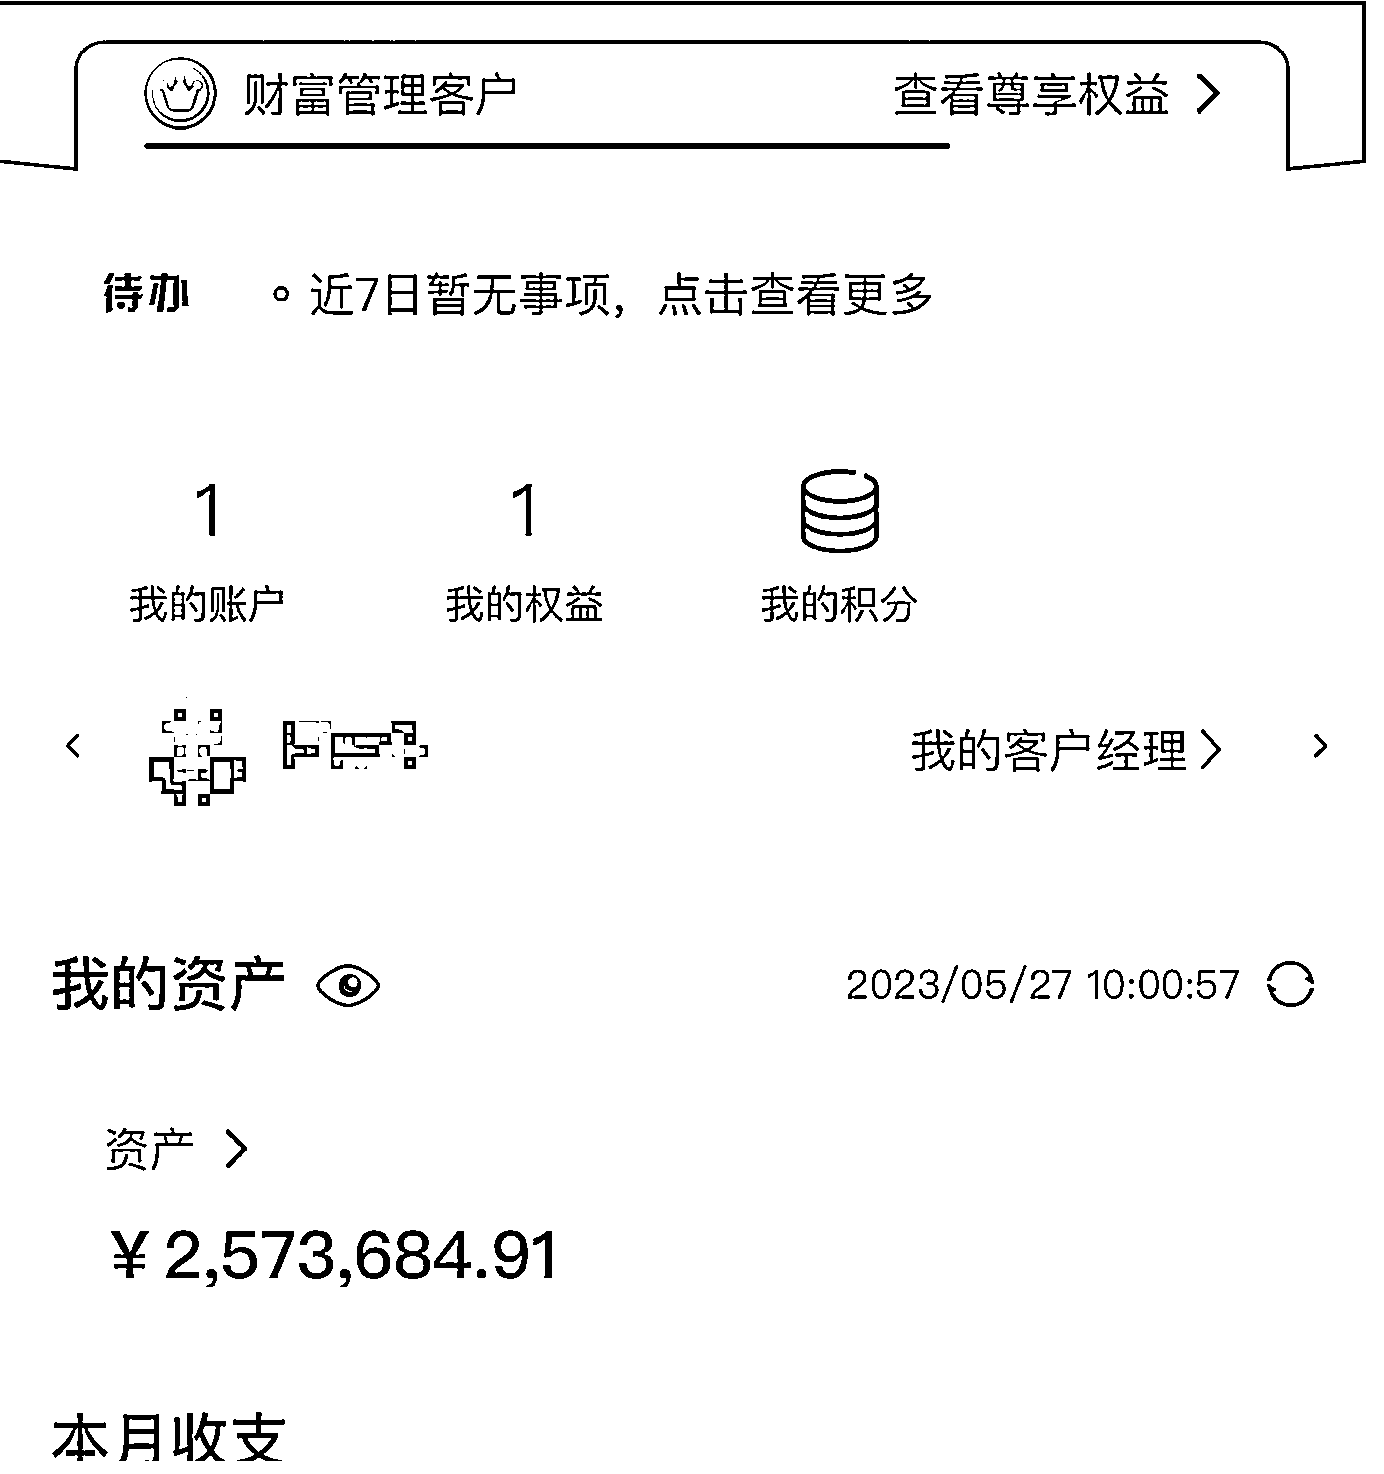 财富管理客户 查看尊享权益
待办 近7日暂无事项，点击查看更多
1 1
我的账户 我的权益 我的积分
我的客户经理
我的资产 2023/05/27 10:00:57
资产
¥ 2,573,684.91
本月收支